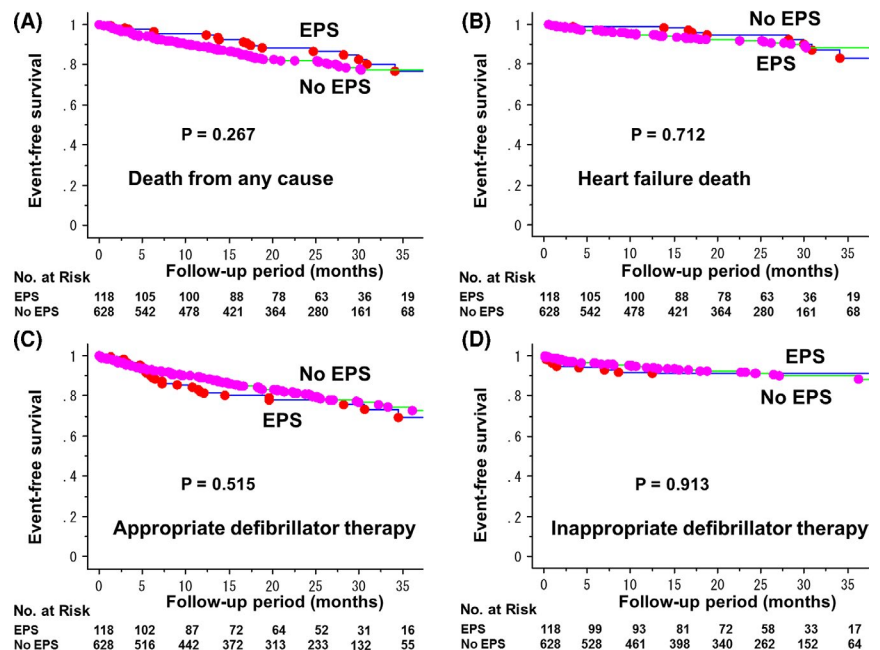 (A)
Event-free survival
1
.8
.6
.4
.2
0
EPS
No EPS
P = 0.267
Death from any cause
0 5 10 15 20 25 30 35
Follow-up period (months)
No. at Risk
EPS 118 105 100 88 78 63 36 19
No EPS 628 542 478 421 364 280 161 68
(B)
Event-free survival
1
.8
.6
.4
.2
0
No EPS
EPS
P = 0.712
Heart failure death
0 5 10 15 20 25 30 35
Follow-up period (months)
No. at Risk
EPS 118 105 100 88 78 63 36 19
No EPS 628 542 478 421 364 280 161 68
(C)
Event-free survival
1
.8
.6
.4
.2
0
No EPS
EPS
P = 0.515
Appropriate defibrillator therapy
0 5 10 15 20 25 30 35
Follow-up period (months)
No. at Risk
EPS 118 102 87 72 64 52 31 16
No EPS 628 516 442 372 313 233 132 55
(D)
Event-free survival
1
.8
.6
.4
.2
0
EPS
No EPS
P = 0.913
Inappropriate defibrillator therapy
0 5 10 15 20 25 30 35
Follow-up period (months)
No. at Risk
EPS 118 99 93 81 72 58 33 17
No EPS 628 528 461 398 340 262 152 64